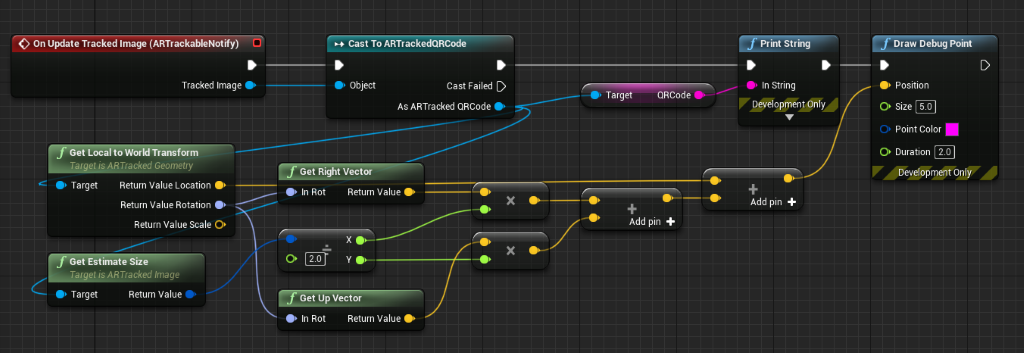 On Update Tracked Image (ARTrackableNotify)
Tracked Image
Cast To ARTrackedQRCode
Object
Cast Failed
As ARTracked QRCode
Target
QRCode
Print String
In String
Development Only
Draw Debug Point
Position
Size
5.0
Point Color
Duration
2.0
Development Only
Get Local to World Transform
Target is ARTracked Geometry
Target
Return Value Location
Return Value Rotation
Return Value Scale
Get Right Vector
In Rot
Return Value
X
2.0
Y
Add pin
Add pin
Get Estimate Size
Target is ARTracked Image
Target
Return Value
Get Up Vector
In Rot
Return Value